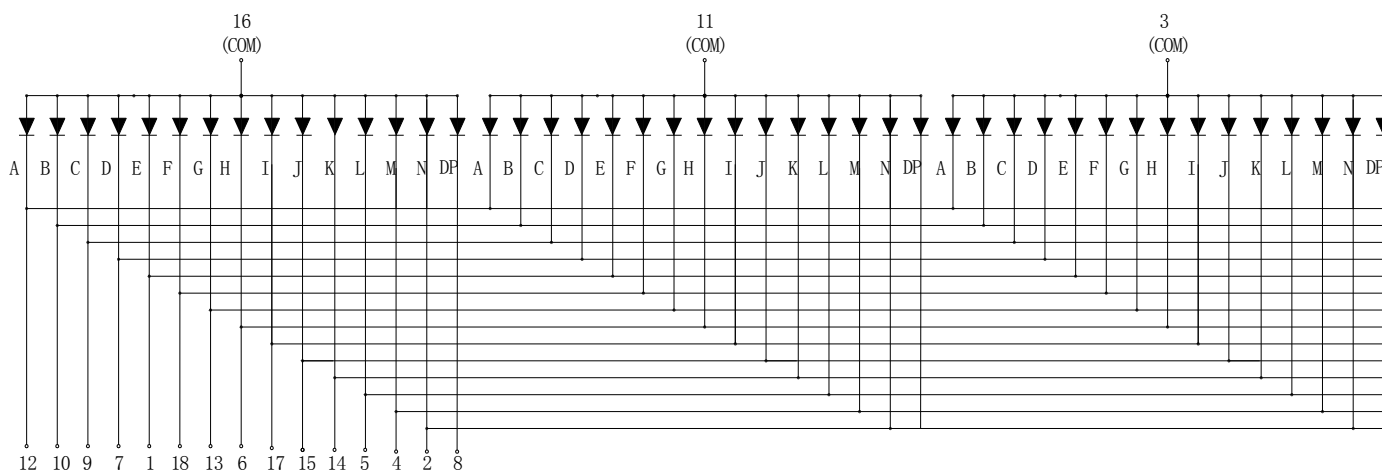 16 11 3
(COM) (COM) (COM)
A B C D E F G H I J K L M N DP A B C D E F G H I J K L M N DP A B C D E F G H I J K L M N DP
12 10 9 7 1 18 13 6 17 15 14 5 4 2 8